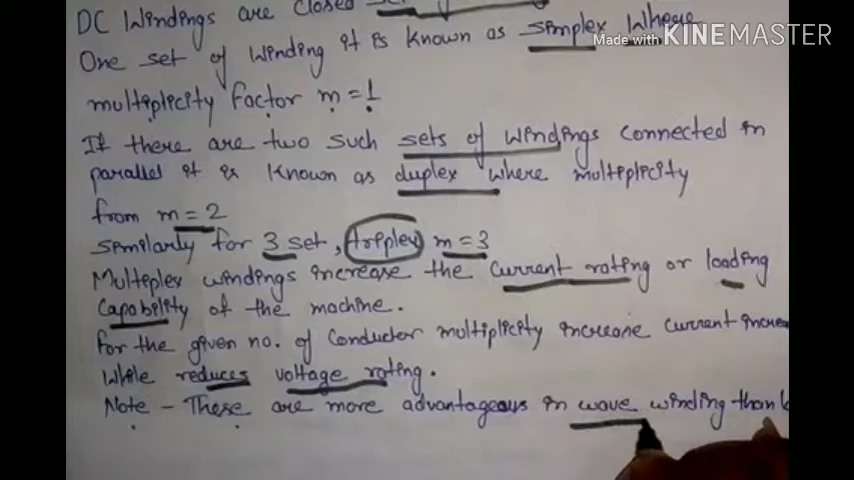 DC Windings are closed set
One set of winding it is known as simplex Where
Made with KINEMASTER
multiplicity factor m = 1
If there are two such sets of windings connected in
parallel it is known as duplex where multiplicity
from m = 2
Similarly for 3 set, triplex m = 3
Multeplex windings increase the current rating or loading
Capability of the machine.
For the given no. of conductor multiplicity increase current
While reduces voltage rating.
Note - These are more advantageous in wave winding than